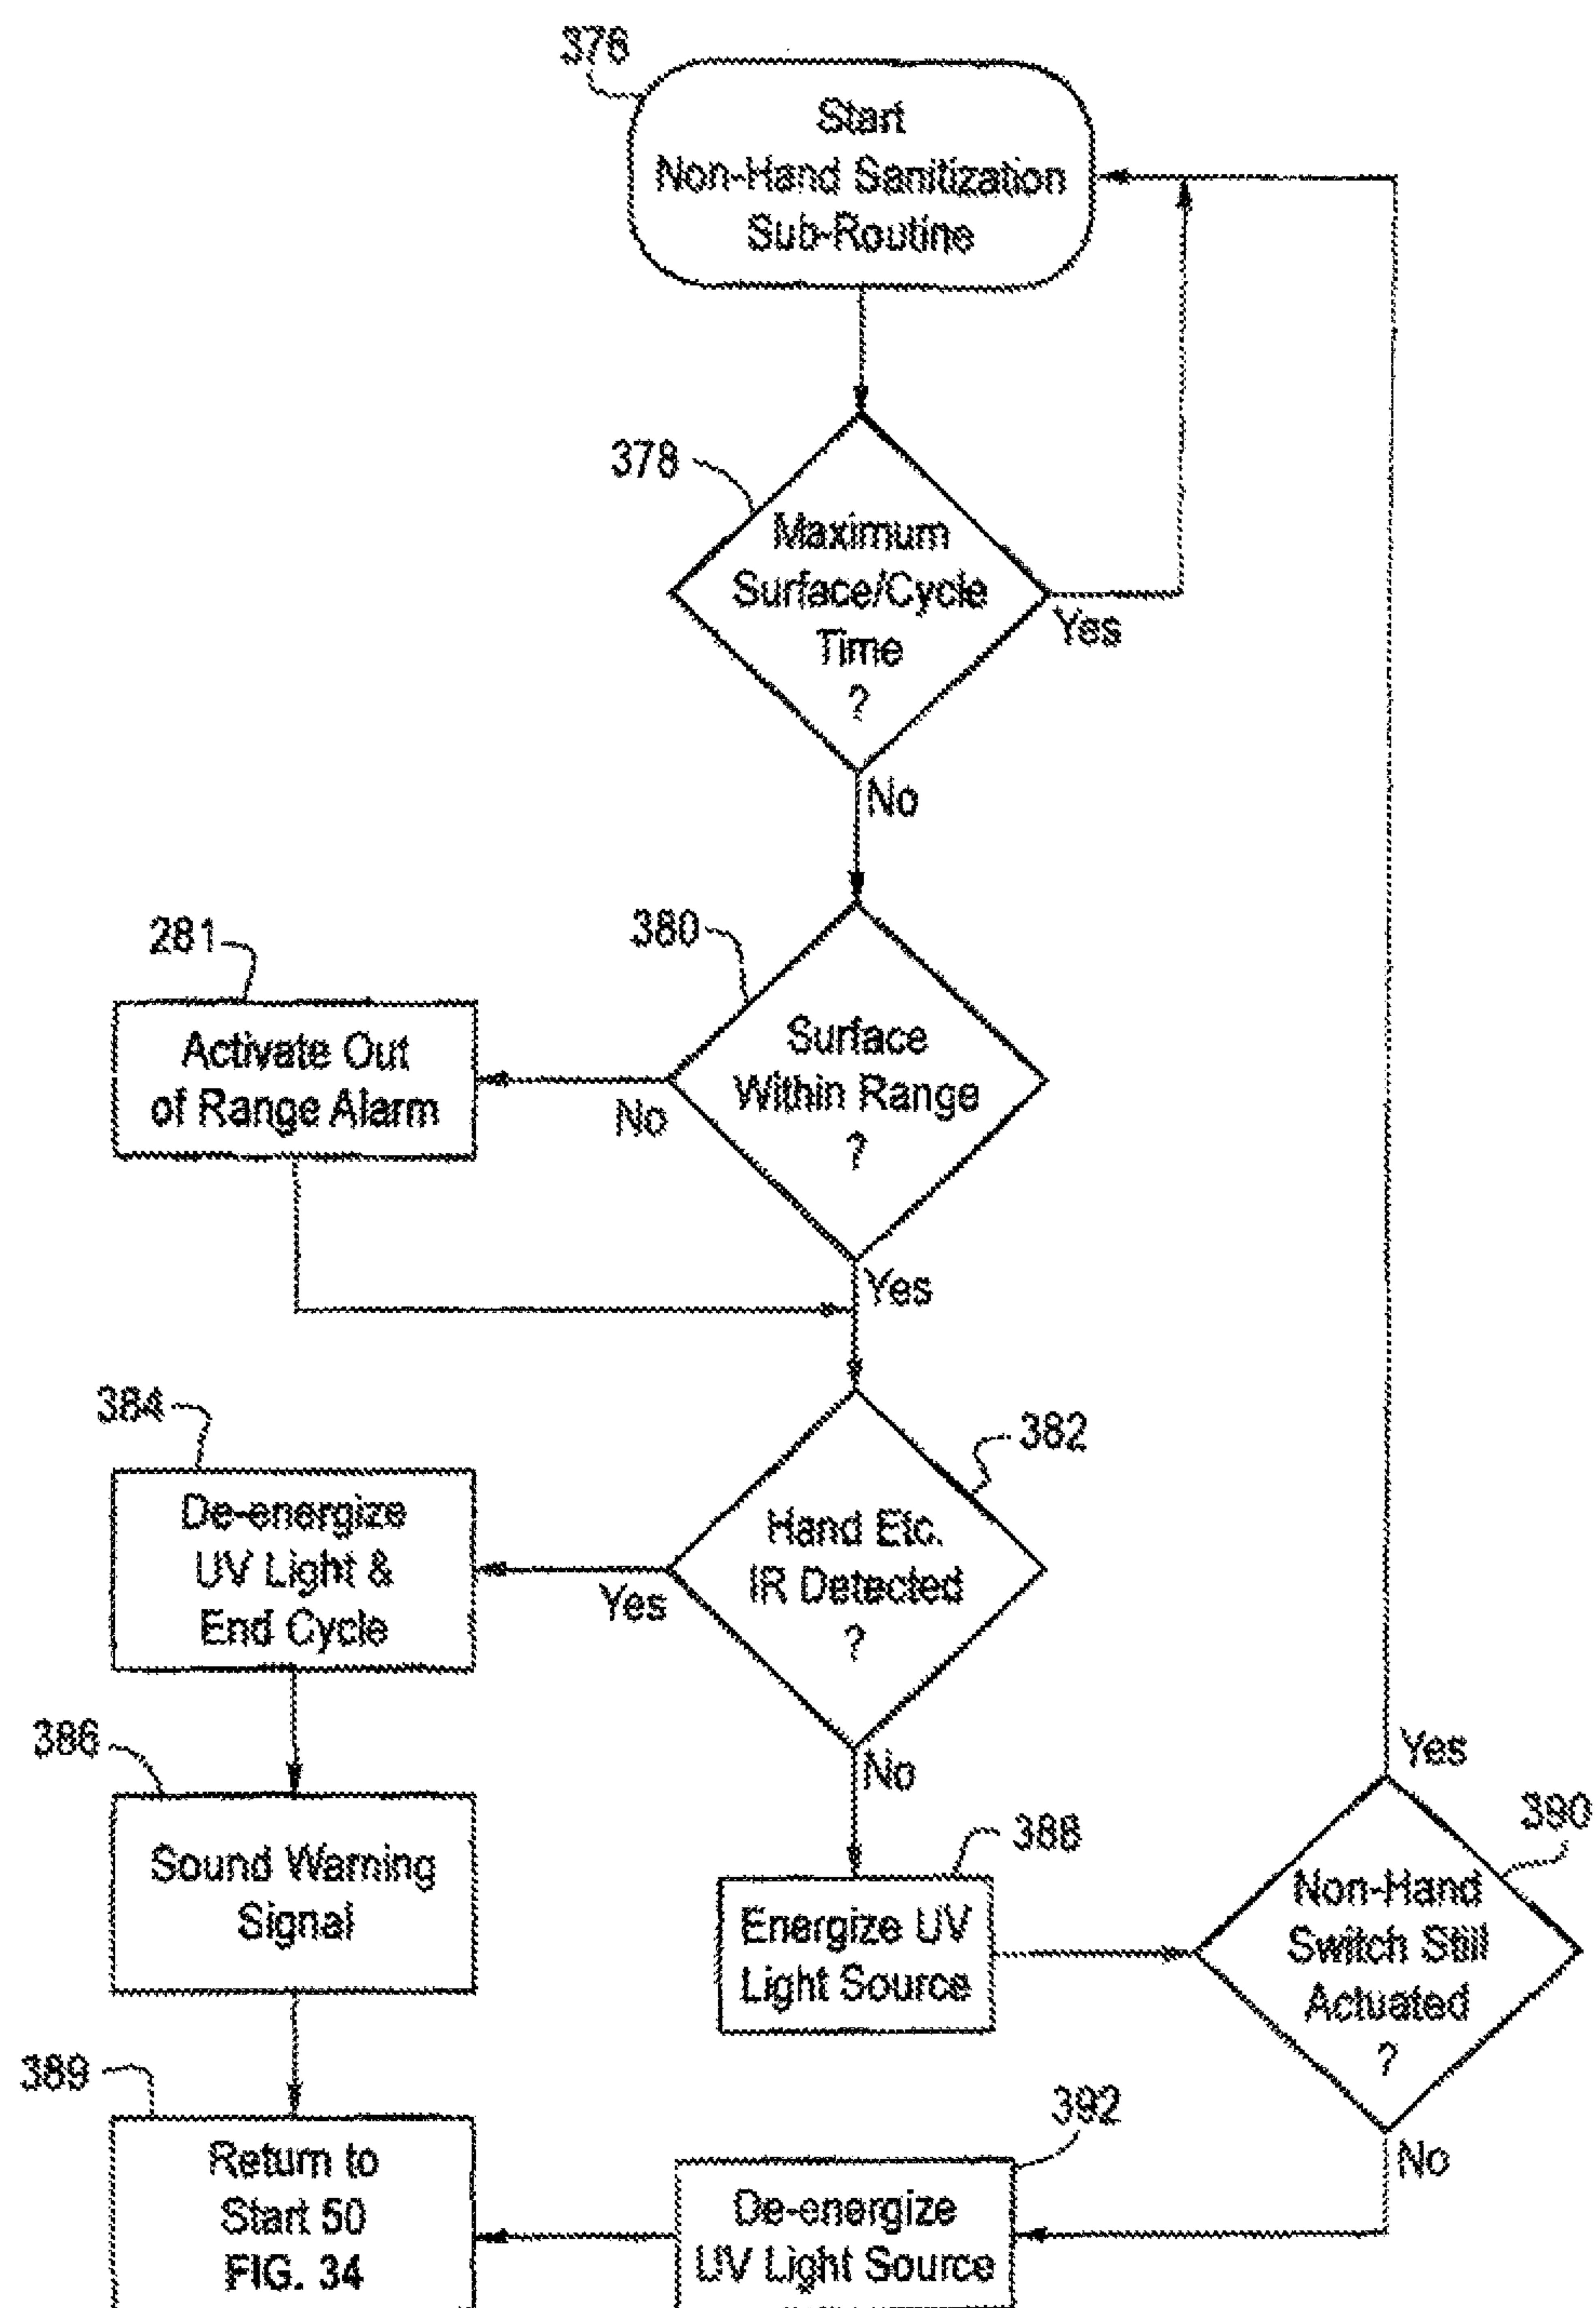 376
Start
Non-Hand Sanitization
Sub-Routine
378
Maximum
Surface/Cycle
Time
?
Yes
No
281
Activate Out
of Range Alarm
380
Surface
Within Range
?
No
Yes
384
De-energize
UV Light &
End Cycle
382
Hand Etc.
IR Detected
?
Yes
No
386
Sound Warning
Signal
388
Energize UV
Light Source
Yes
390
Non-Hand
Switch Still
Actuated
?
No
389
Return to
Start 50
FIG. 34
392
De-energize
UV Light Source